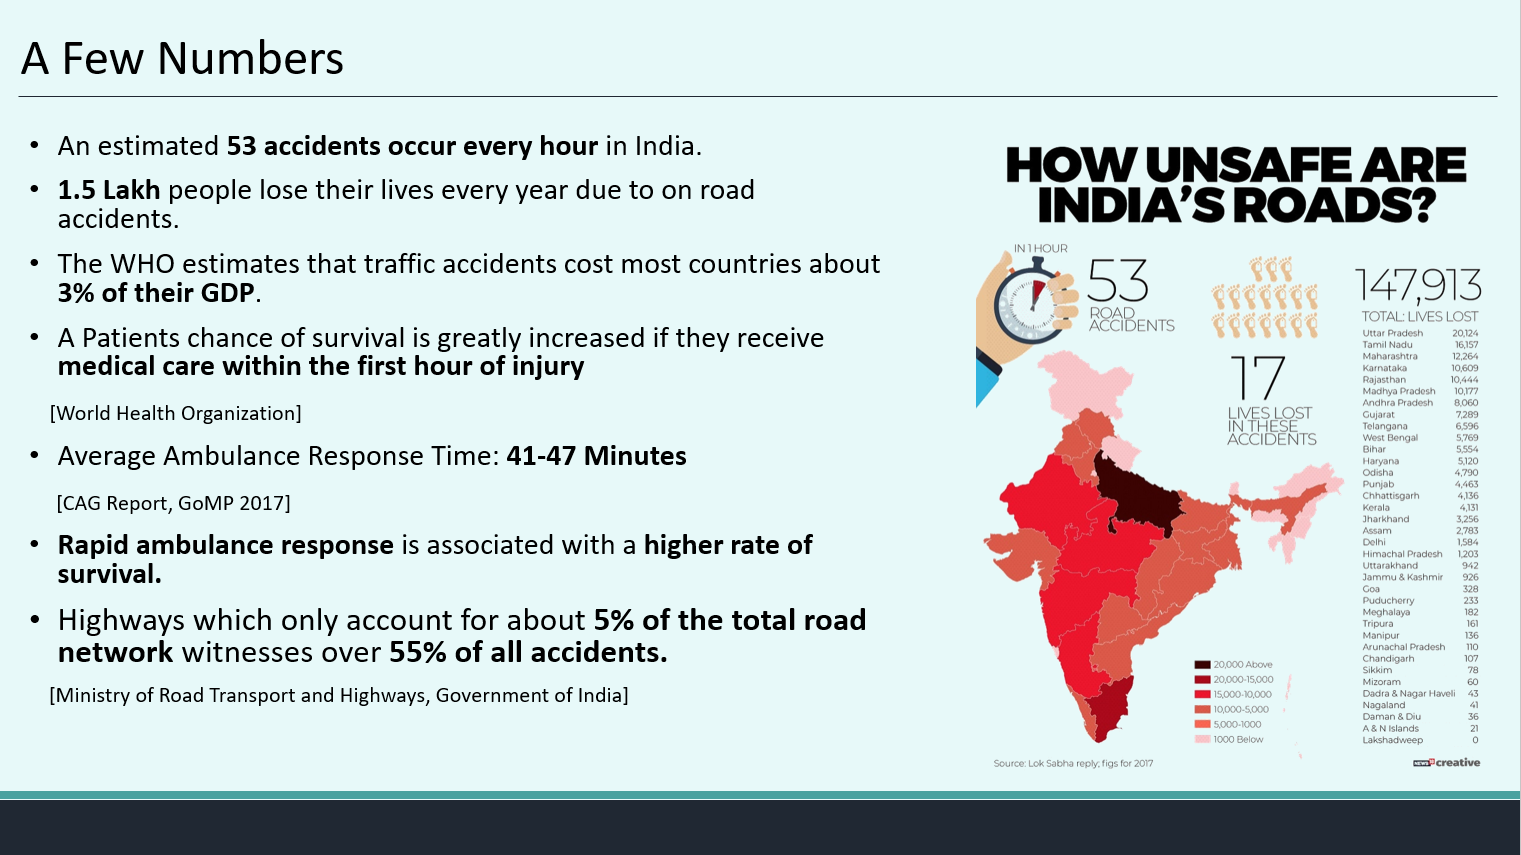 A Few Numbers
• An estimated 53 accidents occur every hour in India.
• 1.5 Lakh people lose their lives every year due to on road
accidents.
• The WHO estimates that traffic accidents cost most countries about
3% of their GDP.
• A Patients chance of survival is greatly increased if they receive
medical care within the first hour of injury
[World Health Organization]
• Average Ambulance Response Time: 41-47 Minutes
[CAG Report, GoMP 2017]
• Rapid ambulance response is associated with a higher rate of
survival.
• Highways which only account for about 5% of the total road
network witnesses over 55% of all accidents.
[Ministry of Road Transport and Highways, Government of India]
HOW UNSAFE ARE
INDIA'S ROADS?
IN 1 HOUR
53
ROAD
ACCIDENTS
17
LIVES LOST
IN THESE
ACCIDENTS
147,913
TOTAL: LIVES LOST
Uttar Pradesh 20,124
Tamil Nadu 16,157
Maharashtra 12,264
Karnataka 10,609
Rajasthan 10,444
Madhya Pradesh 10,177
Andhra Pradesh 8,060
Gujarat 7,289
Telangana 6,596
West Bengal 5,769
Bihar 5,554
Haryana 5,120
Odisha 4,790
Punjab 4,463
Chhattisgarh 4,136
Kerala 4,131
Jharkhand 3,256
Assam 2,783
Delhi 1,584
Himachal Pradesh 1,203
Uttarakhand 942
Jammu & Kashmir 926
Goa 328
Puducherry 233
Meghalaya 182
Tripura 161
Manipur 136
Arunachal Pradesh 110
Chandigarh 107
Sikkim 78
Mizoram 60
Dadra & Nagar Haveli 43
Nagaland 41
Daman & Diu 36
A & N Islands 21
Lakshadweep 0
20,000 Above
20,000-15,000
15,000-10,000
10,000-5,000
5,000-1000
1000 Below
Source: Lok Sabha reply; figs for 2017
NEWS18 creative